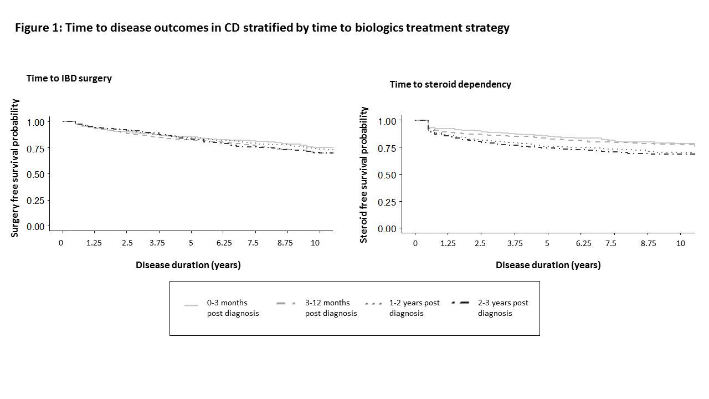 Figure 1: Time to disease outcomes in CD stratified by time to biologics treatment strategy
Time to IBD surgery
Surgery free survival probability
1.00
0.75
0.50
0.25
0.00
0 1.25 2.5 3.75 5 6.25 7.5 8.75 10
Disease duration (years)
Time to steroid dependency
Steroid free survival probability
1.00
0.75
0.50
0.25
0.00
0 1.25 2.5 3.75 5 6.25 7.5 8.75 10
Disease duration (years)
0-3 months
post diagnosis
3-12 months
post diagnosis
1-2 years post
diagnosis
2-3 years post
diagnosis